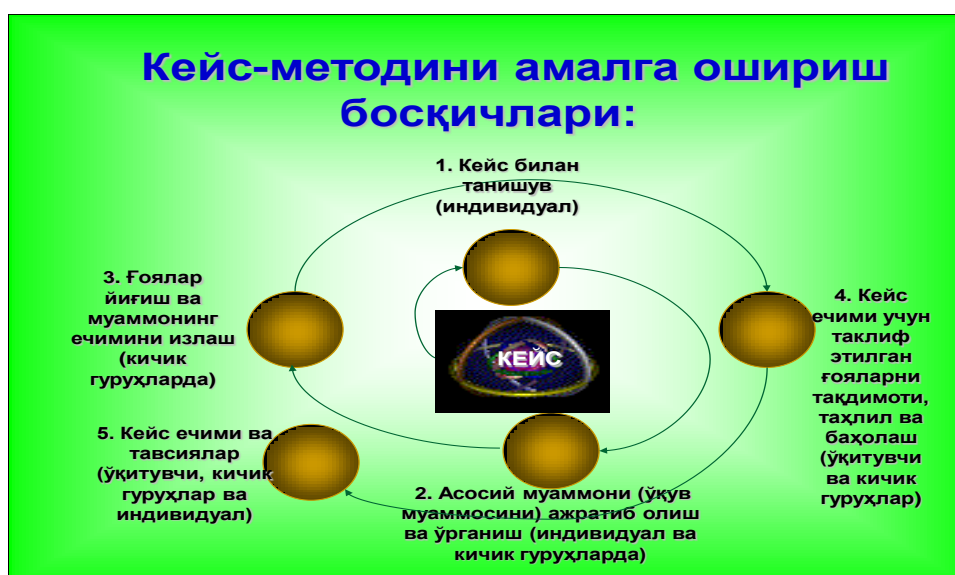 Кейс-методини амалга ошириш
босқичлари:
1. Кейс билан
танишув
(индивидуал)
3. Ғоялар
йиғиш ва
муаммонинг
ечимини излаш
(кичик
гуруҳларда)
КЕЙС
4. Кейс
ечими учун
таклиф
этилган
ғояларни
тақдимоти,
таҳлил ва
баҳолаш
(ўқитувчи
ва кичик
гуруҳлар)
5. Кейс ечими ва
тавсиялар
(ўқитувчи, кичик
гуруҳлар ва
индивидуал)
2. Асосий муаммони (ўқув
муаммосини) ажратиб олиш
ва ўрганиш (индивидуал ва
кичик гуруҳларда)